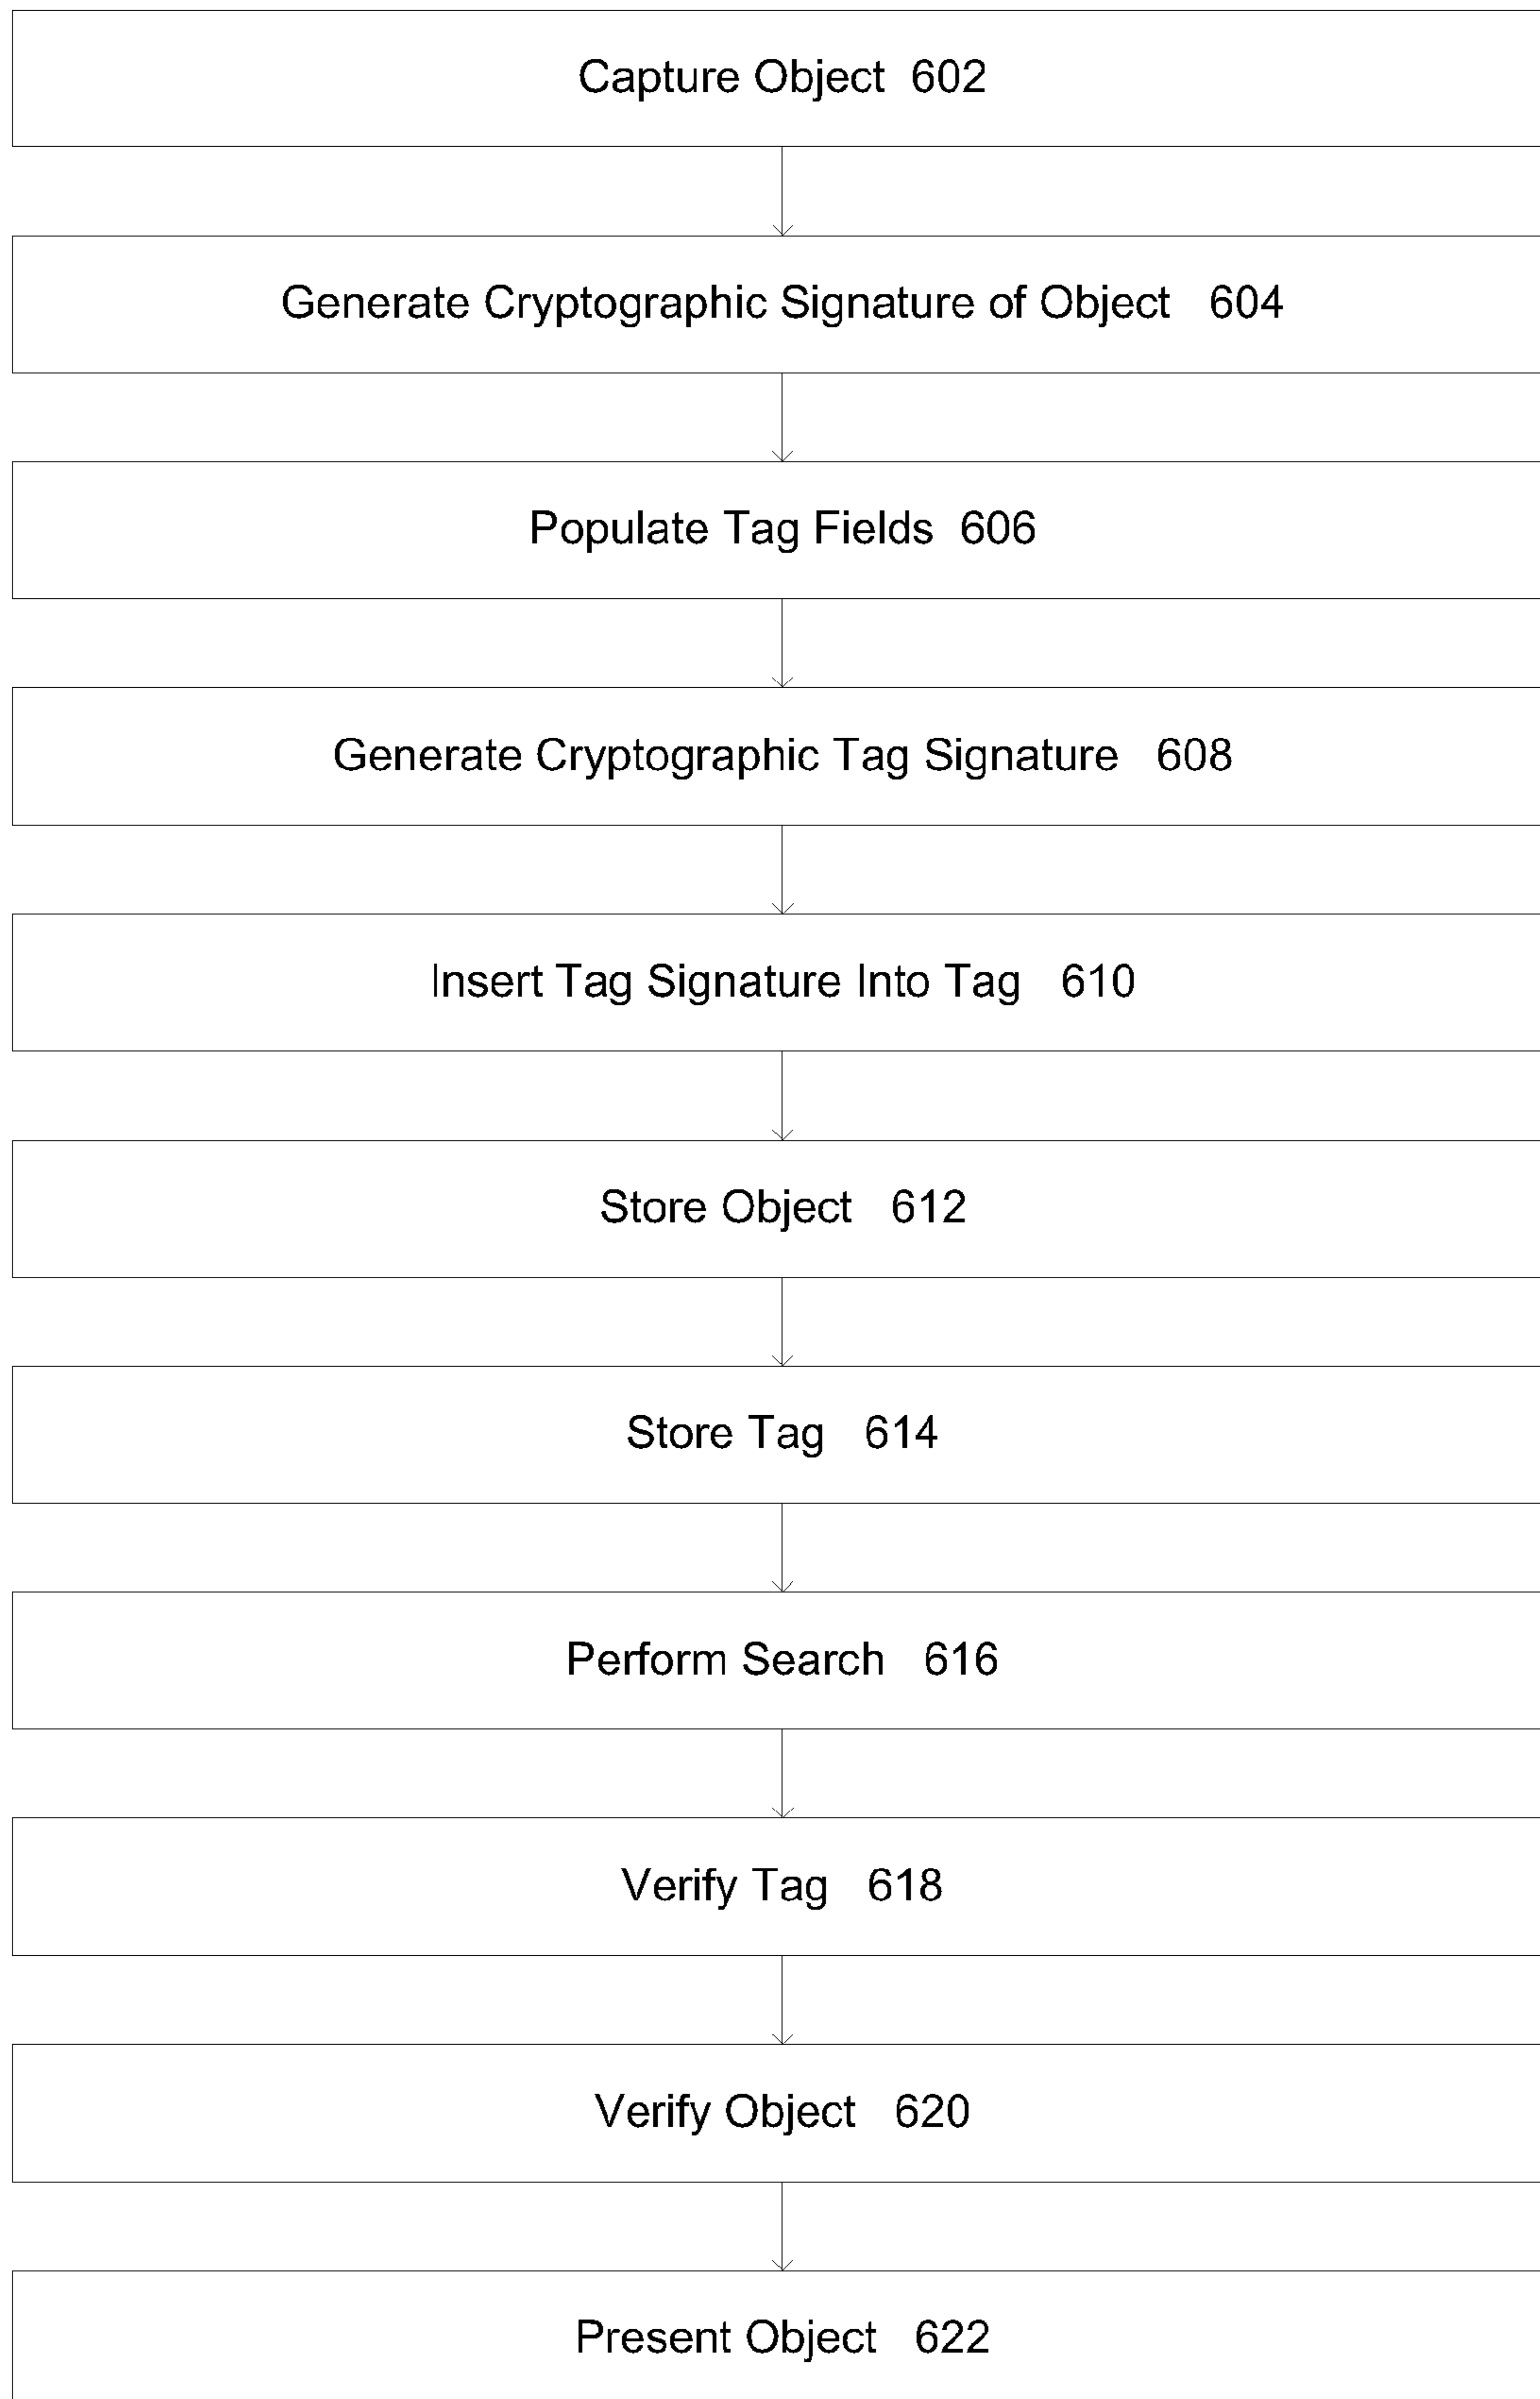 Capture Object 602
Generate Cryptographic Signature of Object 604
Populate Tag Fields 606
Generate Cryptographic Tag Signature 608
Insert Tag Signature Into Tag 610
Store Object 612
Store Tag 614
Perform Search 616
Verify Tag 618
Verify Object 620
Present Object 622